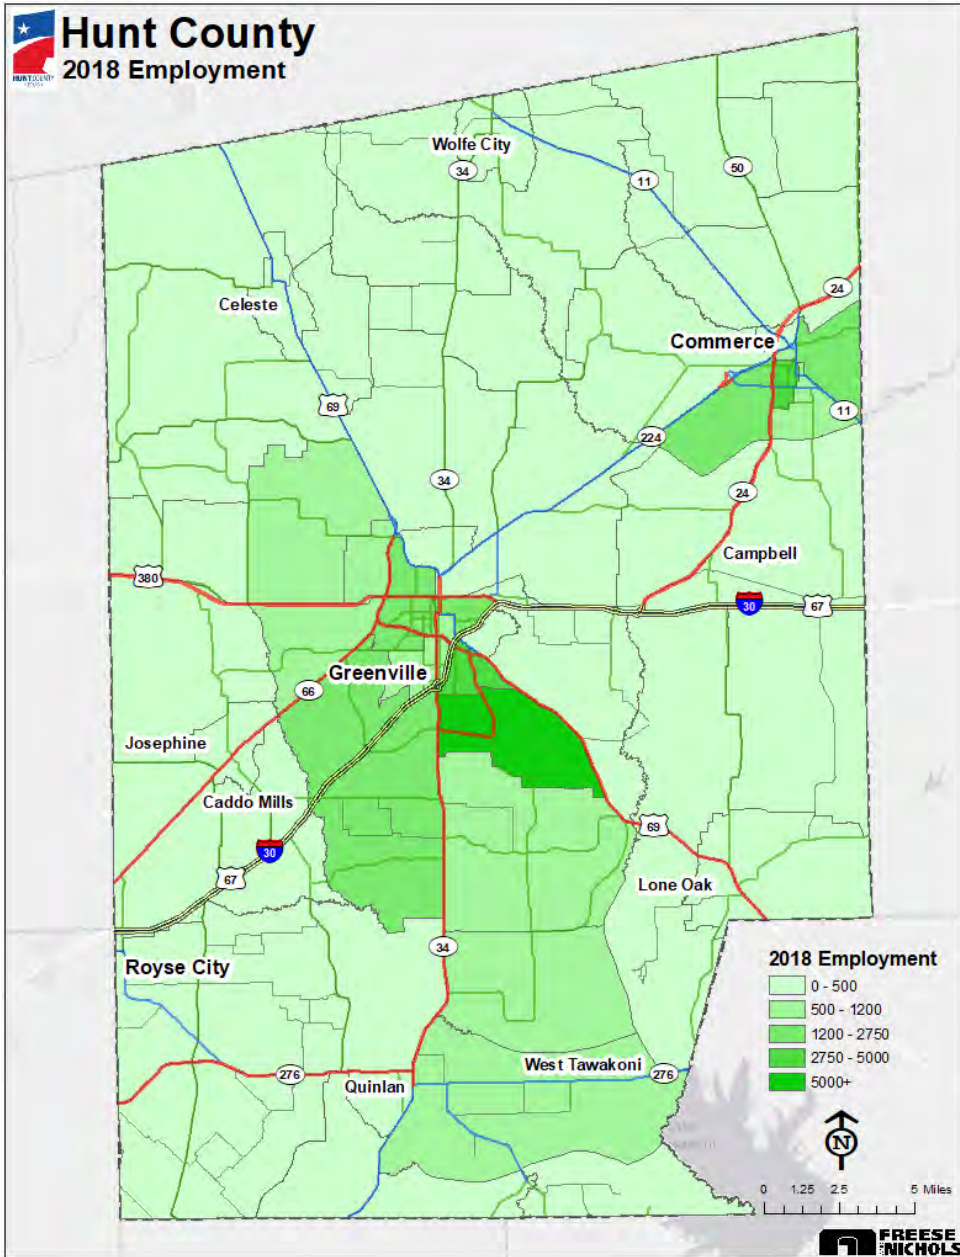 Hunt County
2018 Employment
HUNTCOUNTY
Wolfe City
34
11
50
24
Celeste
Commerce
69
11
224
34
24
Campbell
380
30
67
Greenville
66
Josephine
Caddo Mills
30
69
67
Lone Oak
34
Royse City
2018 Employment
0 - 500
500 - 1200
1200 - 2750
2750 - 5000
5000+
West Tawakoni
276
276
Quinlan
N
0 1.25 2.5 5 Miles
FREESE
NICHOLS